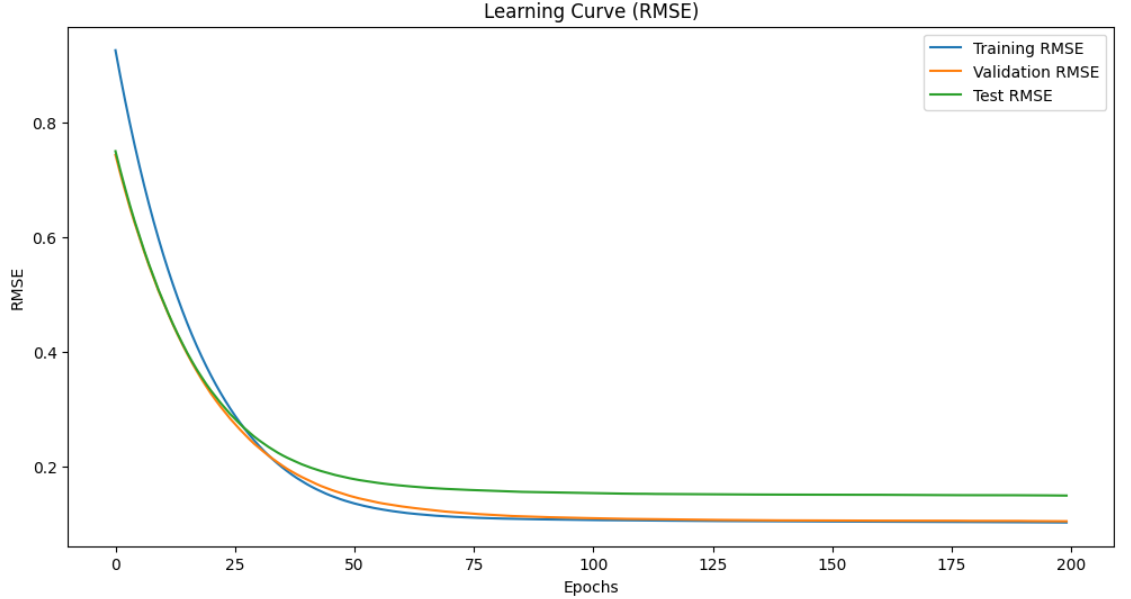 Learning Curve (RMSE)
Training RMSE
Validation RMSE
Test RMSE
0.8
0.6
0.4
0.2
RMSE
0 25 50 75 100 125 150 175 200
Epochs